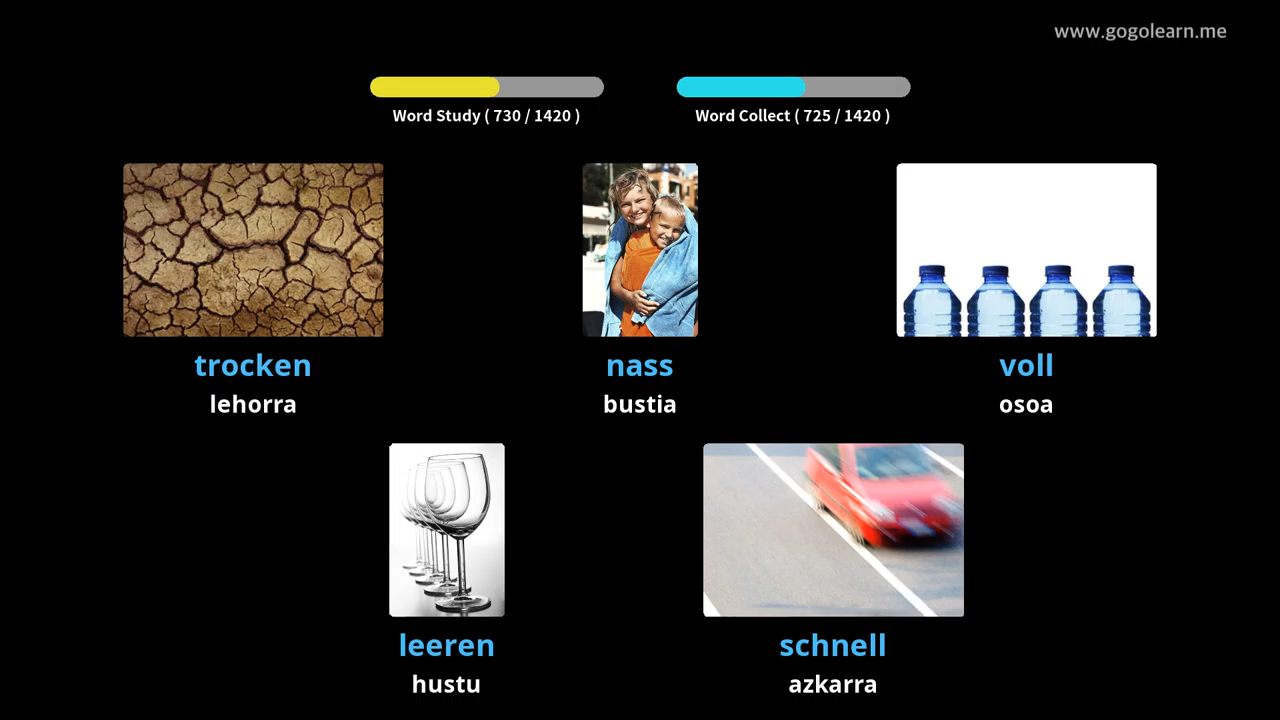 www.gogolearn.me
Word Study ( 730 / 1420 )
Word Collect ( 725 / 1420 )
trocken
lehorra
nass
bustia
voll
osoa
leeren
hustu
schnell
azkarra